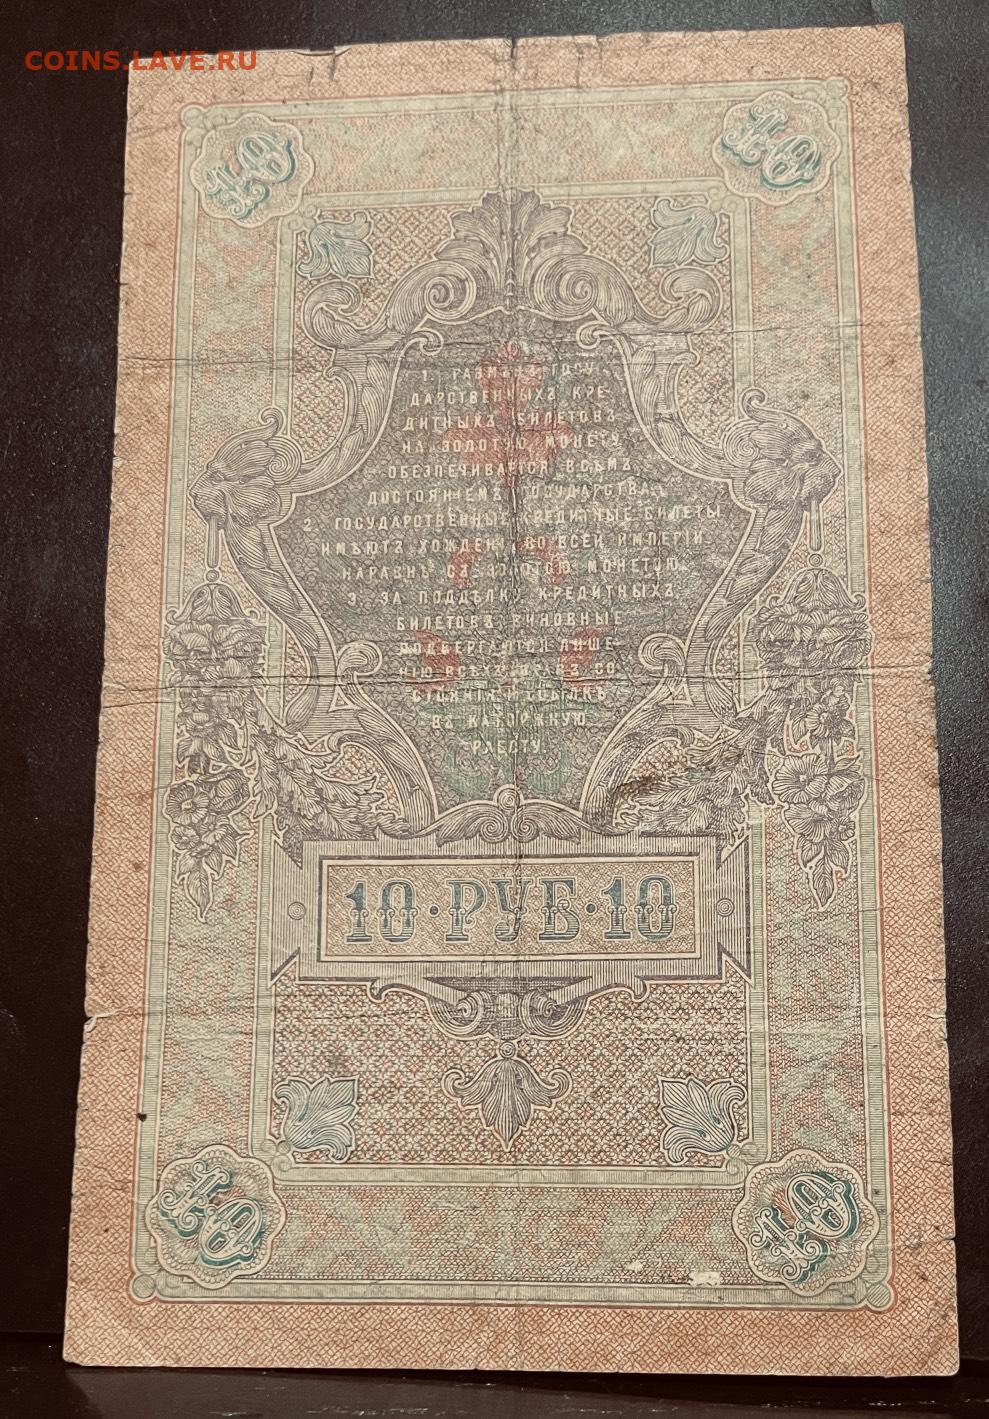 COINS.LAVE.RU
10 10
1. РАЗМѢНЪ ГОСУ-
ДАРСТВЕННЫХЪ КРЕ-
ДИТНЫХЪ БИЛЕТОВЪ
НА ЗОЛОТУЮ МОНЕТУ
ОБЕЗПЕЧИВАЕТСЯ ВСѢМЪ
ДОСТОЯНІЕМЪ ГОСУДАРСТВА.
2. ГОСУДАРСТВЕННЫЕ КРЕДИТНЫЕ БИЛЕТЫ
ИМѢЮТЪ ХОЖДЕНІЕ ВО ВСЕЙ ИМПЕРІИ
НАРАВНѢ СЪ ЗОЛОТОЮ МОНЕТОЮ.
3. ЗА ПОДДѢЛКУ КРЕДИТНЫХЪ
БИЛЕТОВЪ ВИНОВНЫЕ
ПОДВЕРГАЮТСЯ ЛИШЕ-
НІЮ ВСѢХЪ ПРАВЪ СО-
СТОЯНІЯ И ССЫЛКѢ
ВЪ КАТОРЖНУЮ
РАБОТУ.
10·РУБ·10
10 10